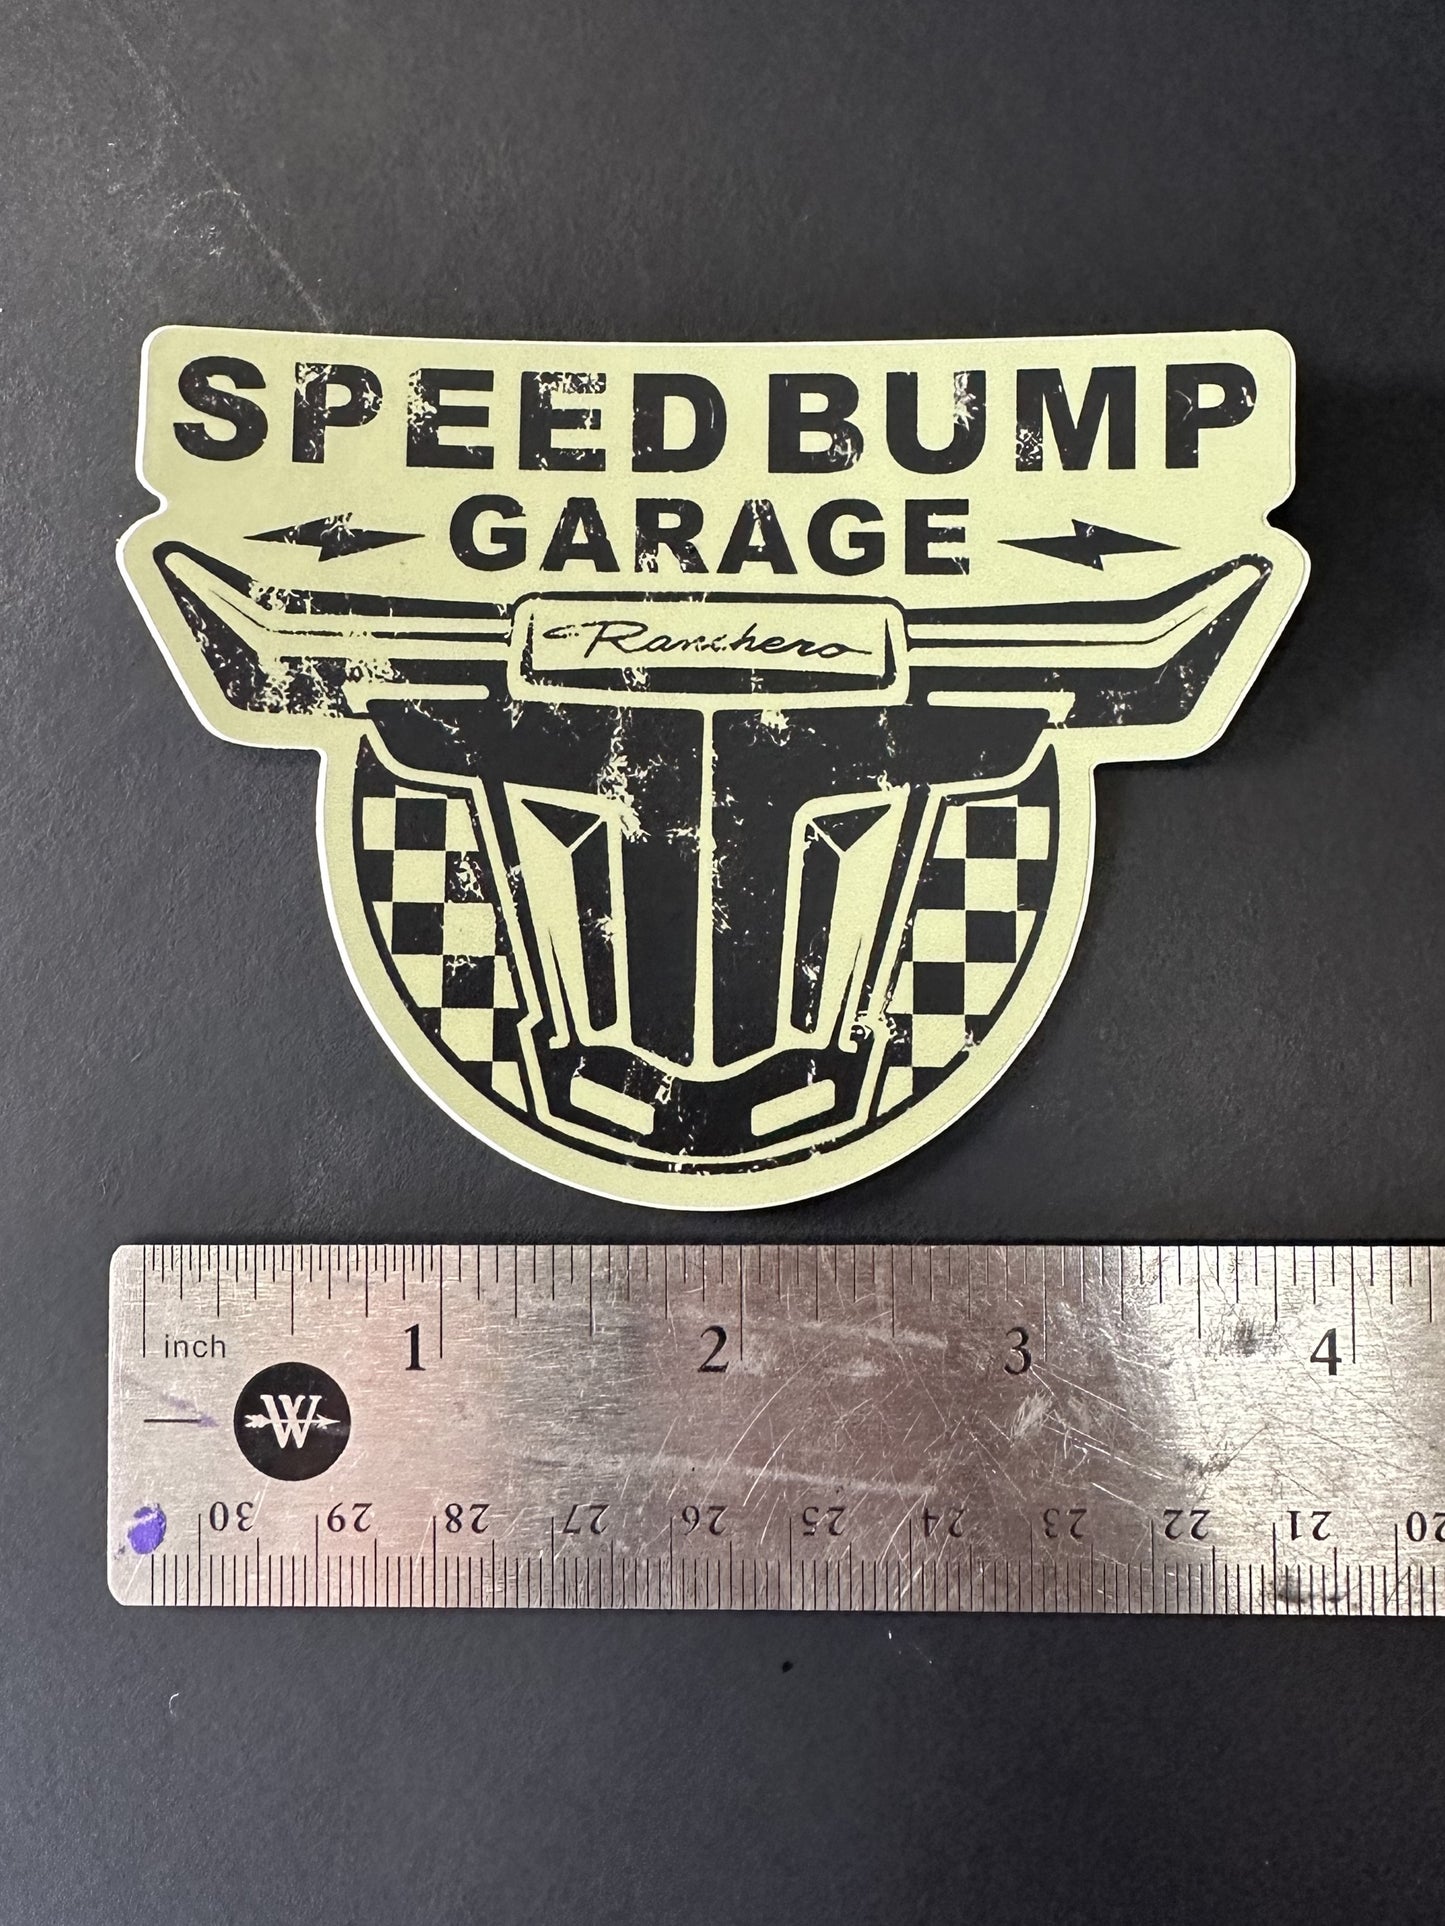 SPEED BUMP
GARAGE
Ranchero
inch 1 2 3 4
W
30 29 28 27 26 25 24 23 22 21 20